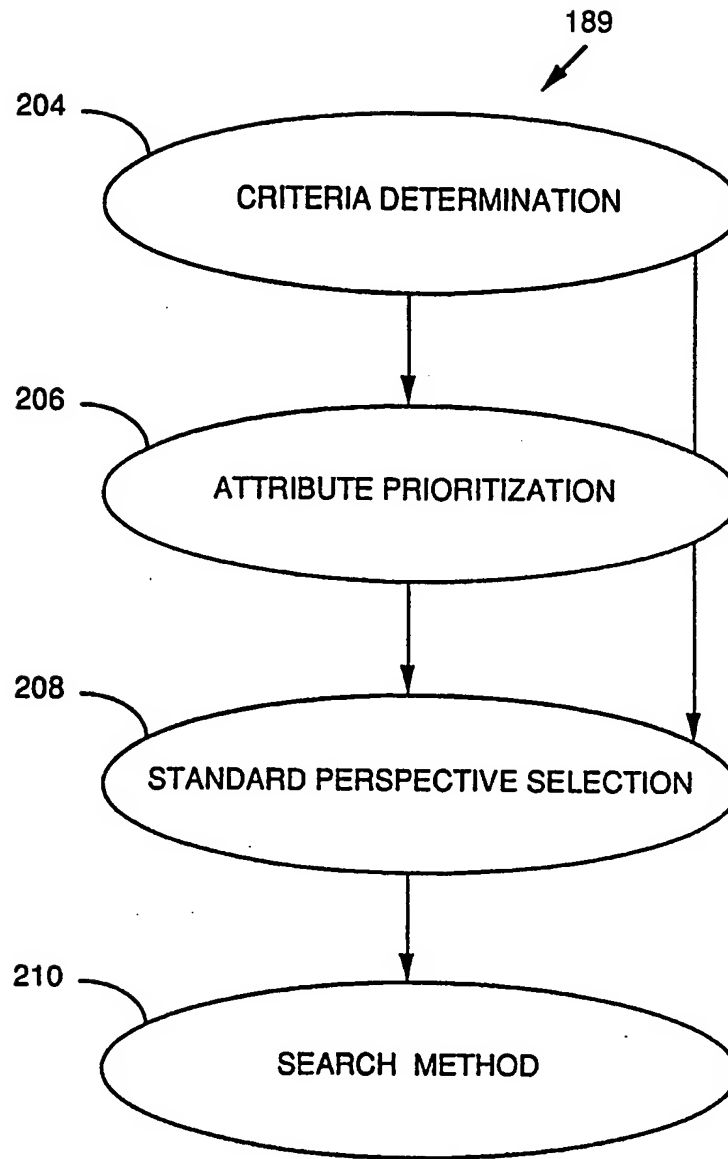 189
204
CRITERIA DETERMINATION
206
ATTRIBUTE PRIORITIZATION
208
STANDARD PERSPECTIVE SELECTION
210
SEARCH METHOD